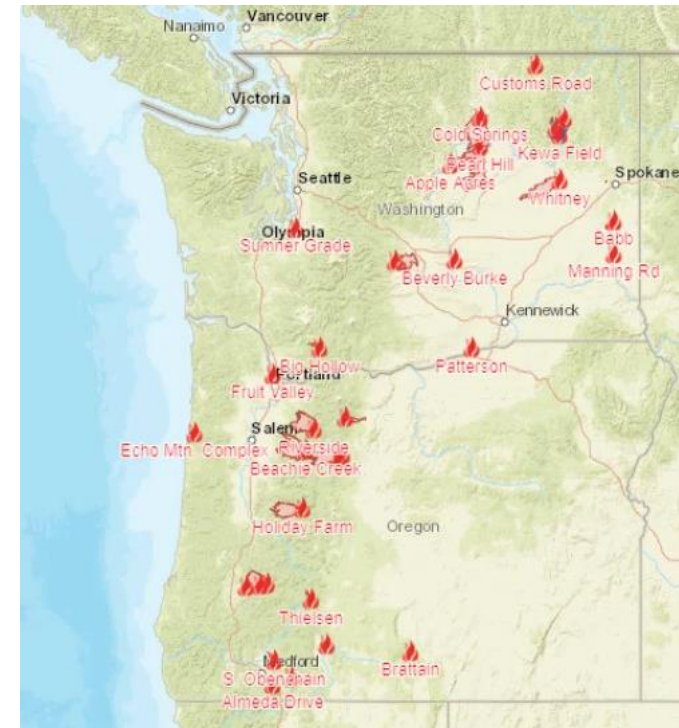 Vancouver
Nanaimo
Customs Road
Victoria
Cold Springs
Kewa Field
Pearl Hill
Apple Acres
Spokane
Seattle
Whitney
Washington
Olympia
Babb
Sumner Grade
Manning Rd
Beverly Burke
Kennewick
Big Hollow
Patterson
Portland
Fruit Valley
Salem
Echo Mtn. Complex
Riverside
Beachie Creek
Holiday Farm
Oregon
Thielsen
Medford
Brattain
S. Obenchain
Almeda Drive